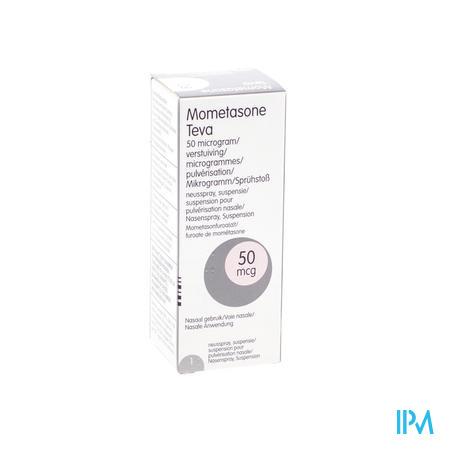 Mometasone
Teva
50 microgram/
verstuiving/
microgrammes/
pulvérisation/
Mikrogramm/Sprühstoß
neusspray, suspensie/
suspension pour
pulvérisation nasale/
Nasenspray, Suspension
Mometasonfuroaat/
furoate de mométasone
50
mcg
Nasaal gebruik/Voie nasale/
Nasale Anwendung
1
neusspray, suspensie/
suspension pour
pulvérisation nasale/
Nasenspray, Suspension
IPM